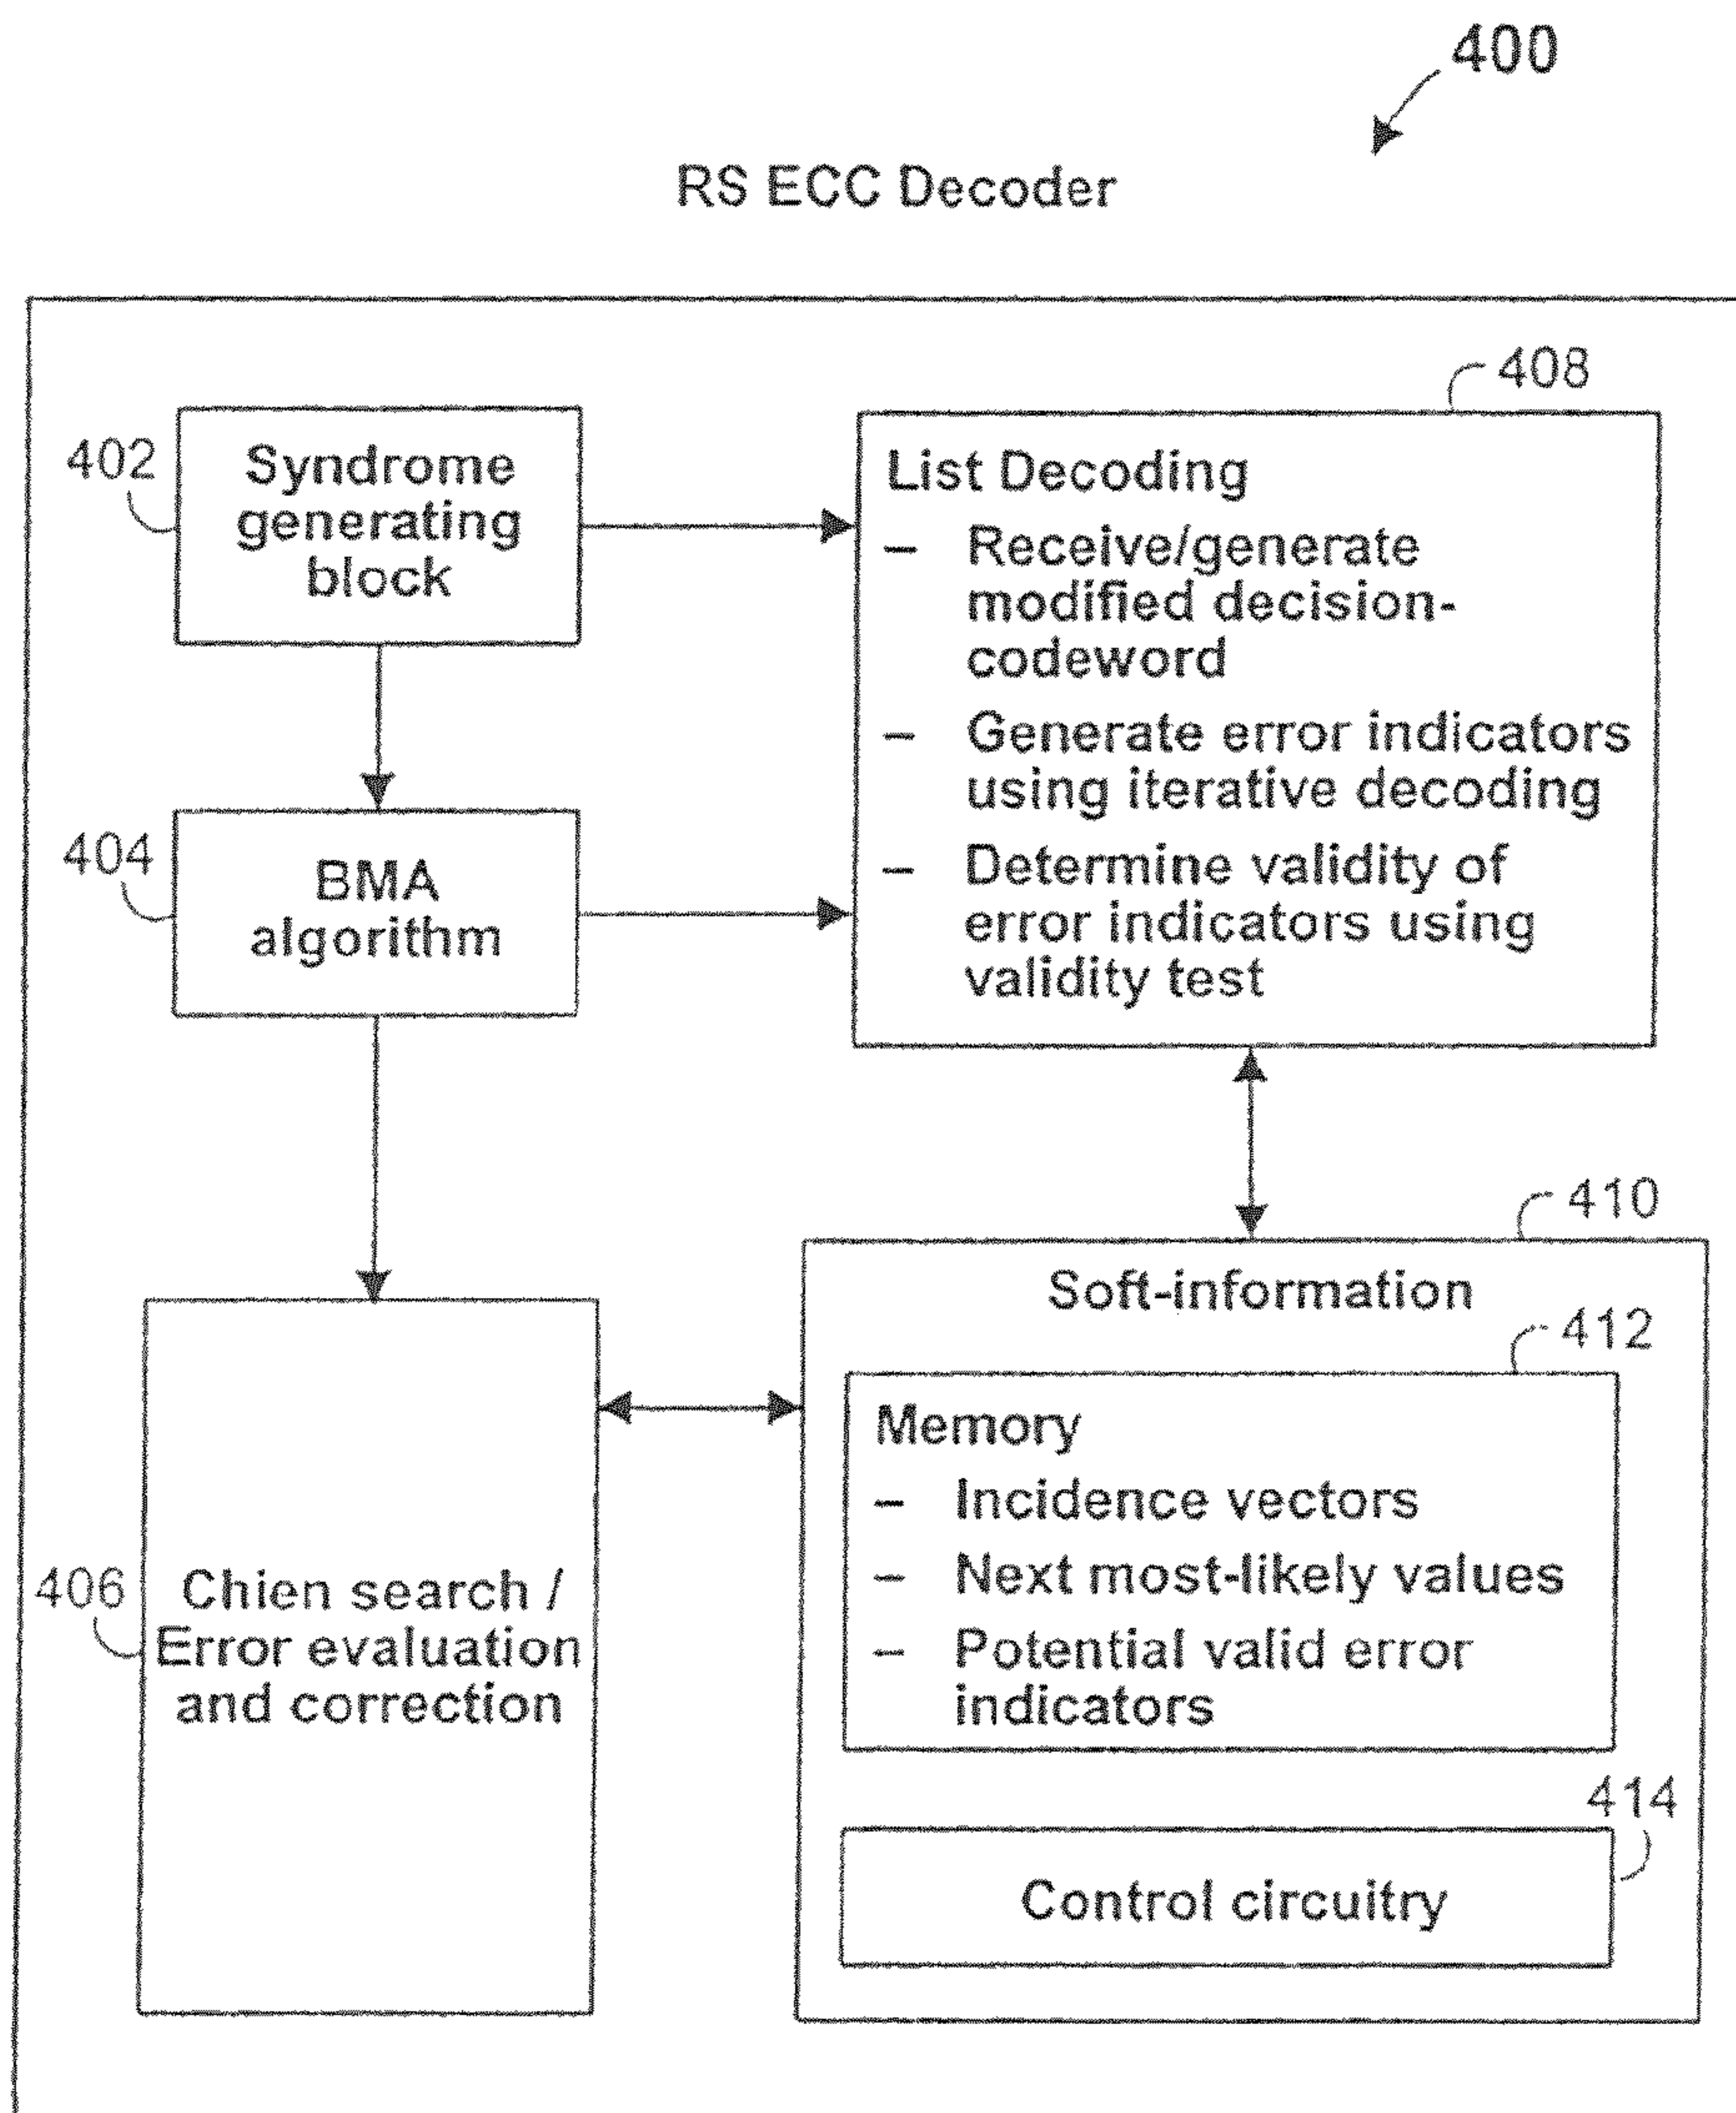 400
RS ECC Decoder
408
402
Syndrome
generating
block
List Decoding
– Receive/generate
modified decision-
codeword
– Generate error indicators
using iterative decoding
– Determine validity of
error indicators using
validity test
404
BMA
algorithm
410
Soft-information
412
Memory
– Incidence vectors
– Next most-likely values
– Potential valid error
indicators
406
Chien search /
Error evaluation
and correction
414
Control circuitry